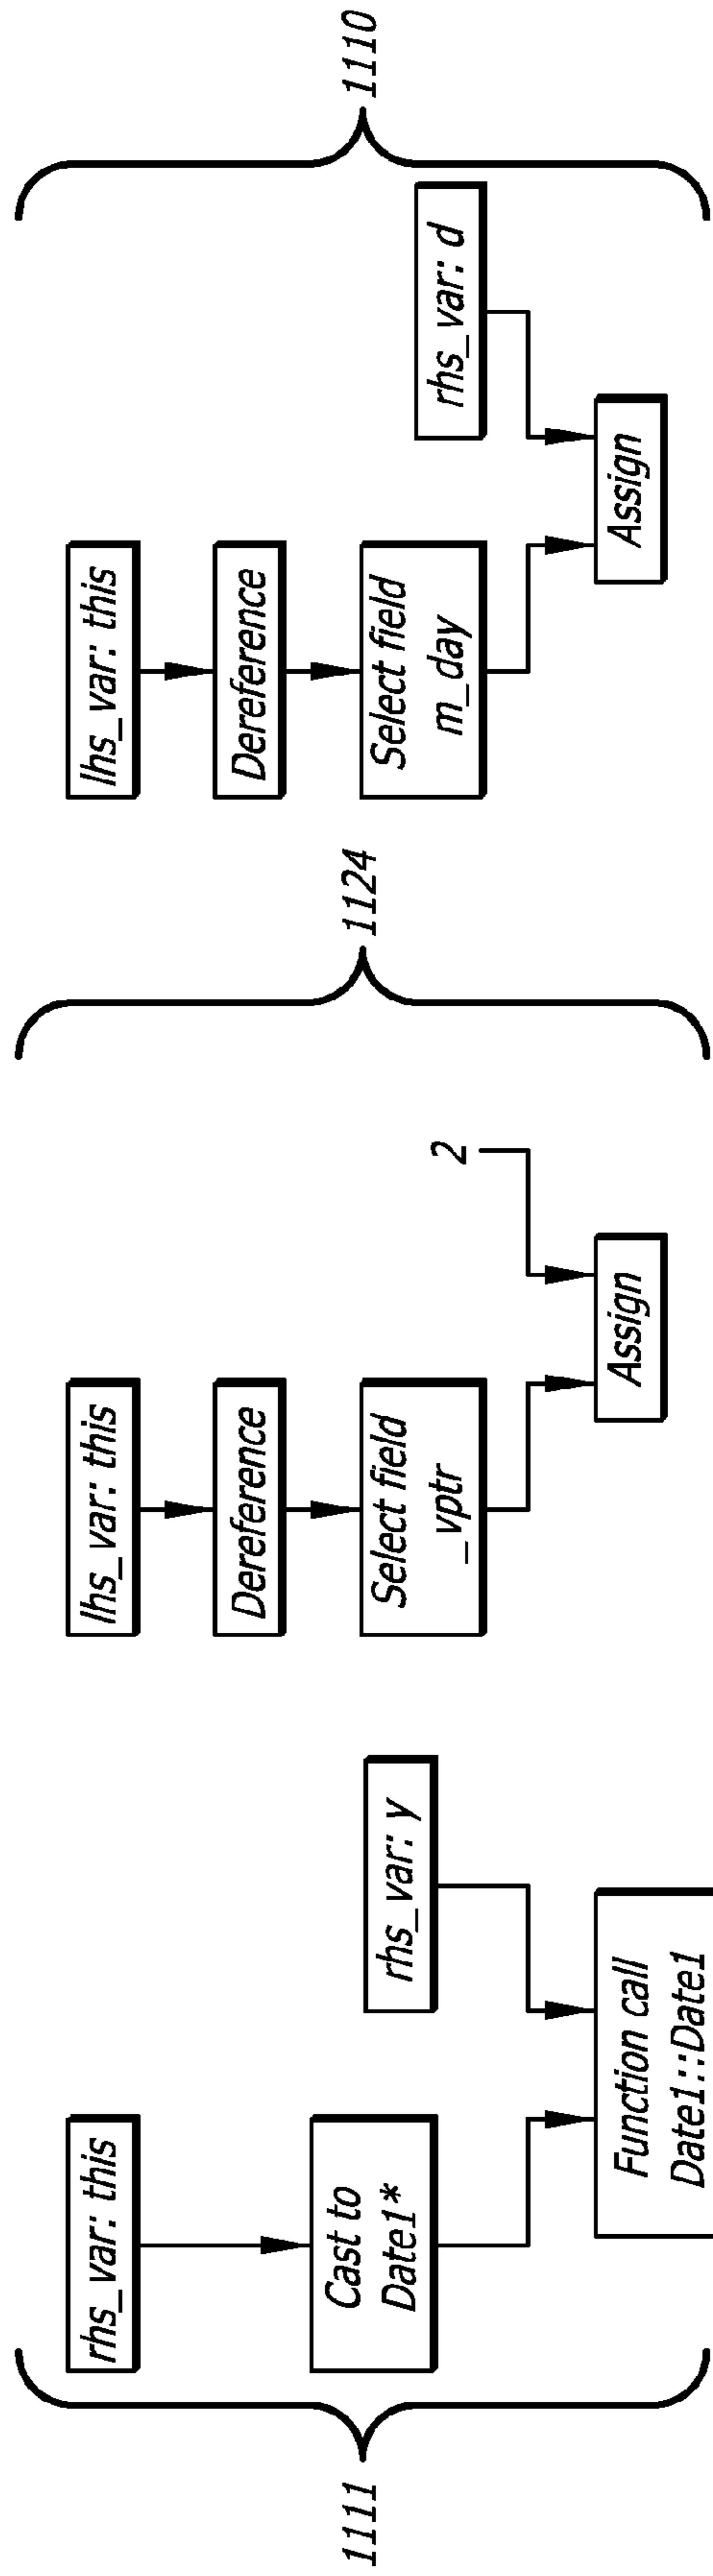 1111
rhs_var: this
Cast to
Date1*
rhs_var: y
Function call
Date1::Date1
lhs_var: this
Dereference
Select field
_vptr
2
Assign
1124
lhs_var: this
Dereference
Select field
m_day
rhs_var: d
Assign
1110